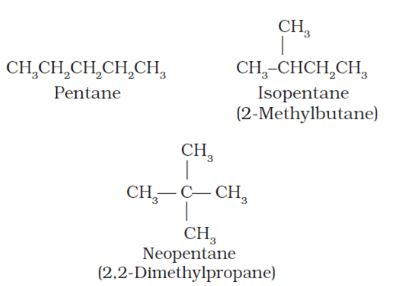 CH₃
CH₃CH₂CH₂CH₂CH₃ CH₃–CHCH₂CH₃
Pentane Isopentane
(2-Methylbutane)
CH₃
CH₃—C—CH₃
CH₃
Neopentane
(2,2-Dimethylpropane)